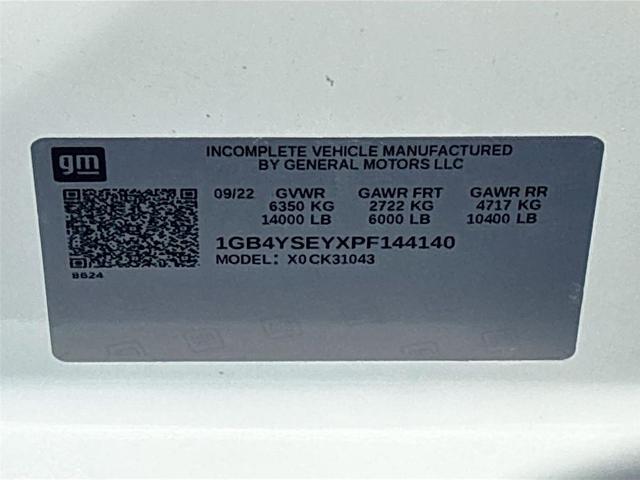 gm
INCOMPLETE VEHICLE MANUFACTURED
BY GENERAL MOTORS LLC
09/22 GVWR GAWR FRT GAWR RR
6350 KG 2722 KG 4717 KG
14000 LB 6000 LB 10400 LB
1GB4YSEYXPF144140
MODEL: X0 CK31043
8624